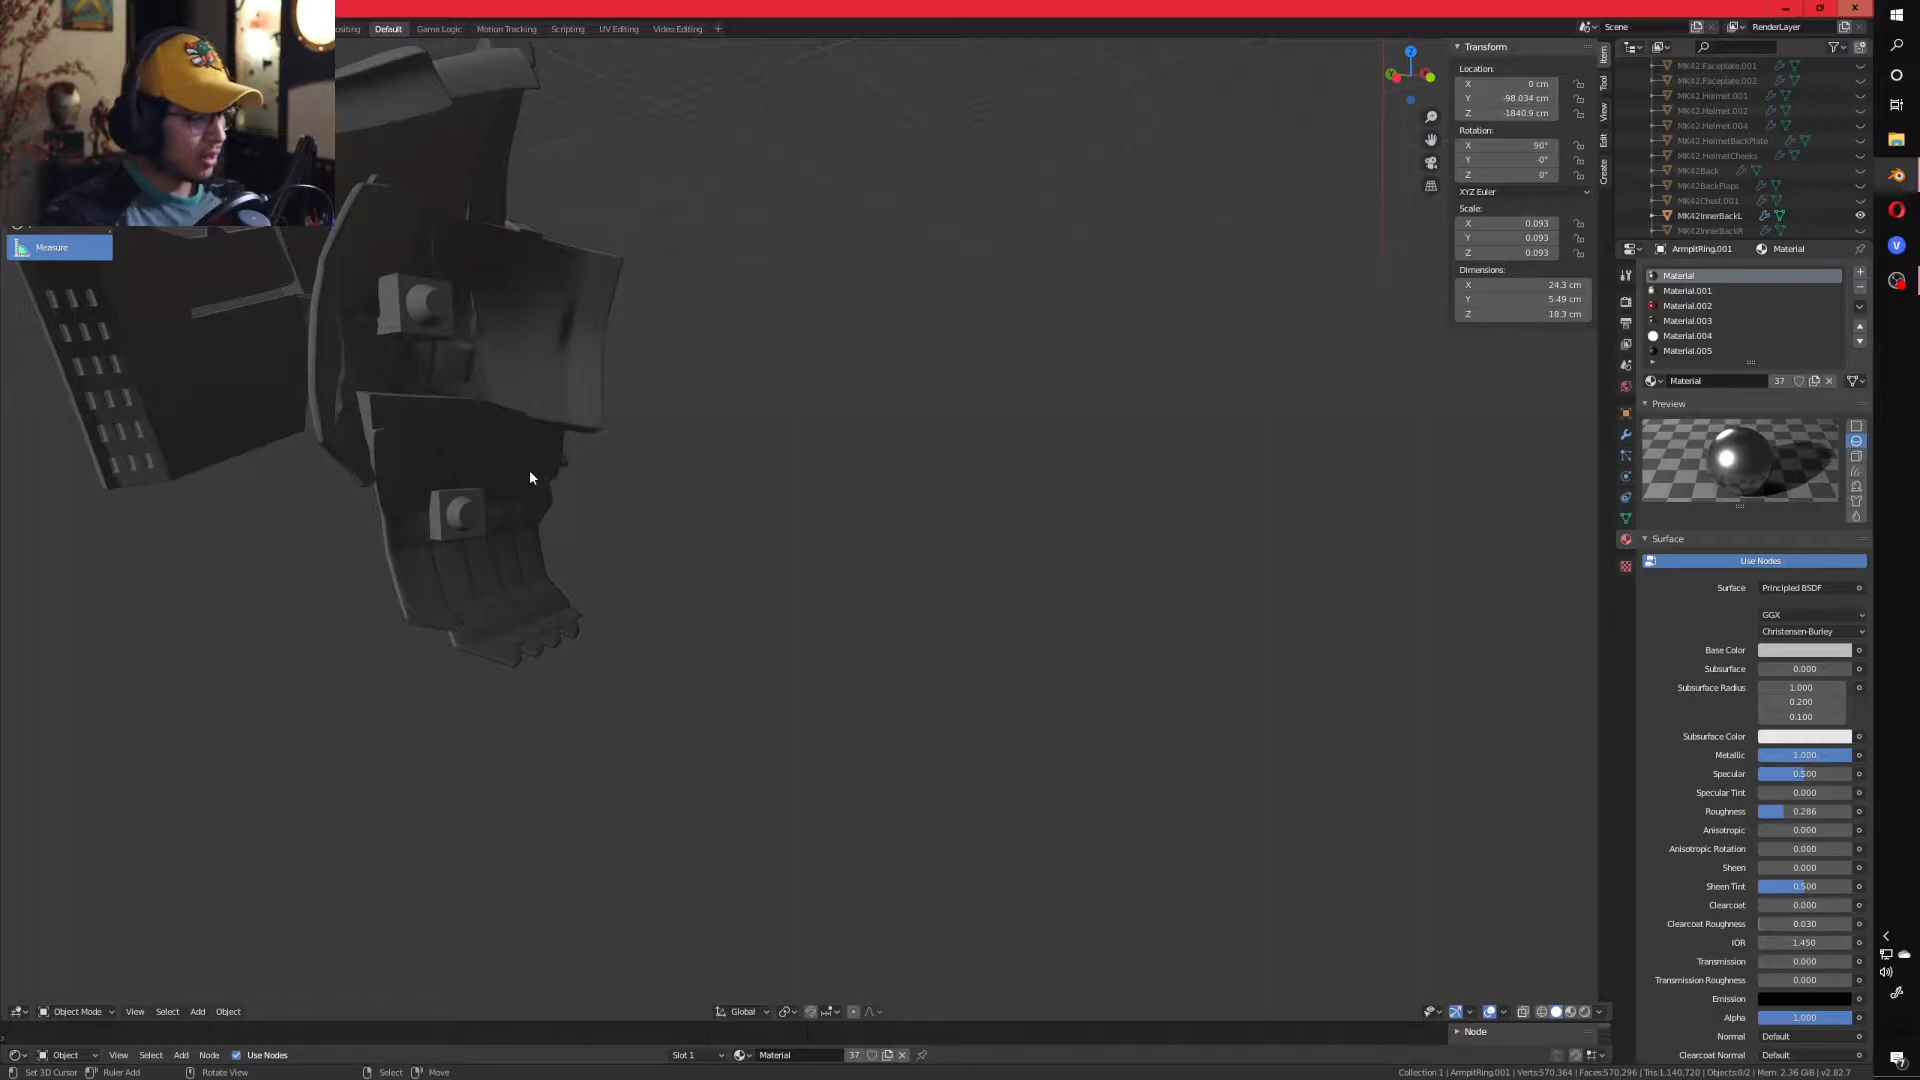 ositing
Default
Game Logic
Motion Tracking
Scripting
UV Editing
Video Editing
+
Scene
RenderLayer
Measure
Transform
Location:
X 0 cm
Y -98.034 cm
Z -1840.9 cm
Rotation:
X 90°
Y -0°
Z 0°
XYZ Euler
Scale:
X 0.093
Y 0.093
Z 0.093
Dimensions:
X 24.3 cm
Y 5.49 cm
Z 18.3 cm
Item
Tool
View
Edit
Create
Z
MK42.Faceplate.001
MK42.Faceplate.002
MK42.Helmet.001
MK42.Helmet.002
MK42.Helmet.004
MK42.HelmetBackPlate
MK42.HelmetCheeks
MK42Back
MK42BackFlaps
MK42Chest.001
MK42InnerBackL
MK42InnerBackR
ArmpitRing.001
Material
Material
Material.001
Material.002
Material.003
Material.004
Material.005
Material 37
Preview
Surface
Use Nodes
Surface Principled BSDF
GGX
Christensen-Burley
Base Color
Subsurface 0.000
Subsurface Radius 1.000
0.200
0.100
Subsurface Color
Metallic 1.000
Specular 0.500
Specular Tint 0.000
Roughness 0.286
Anisotropic 0.000
Anisotropic Rotation 0.000
Sheen 0.000
Sheen Tint 0.500
Clearcoat 0.000
Clearcoat Roughness 0.030
IOR 1.450
Transmission 0.000
Transmission Roughness 0.000
Emission
Alpha 1.000
Normal Default
Clearcoat Normal Default
Object Mode View Select Add Object
Global
Node
Object View Select Add Node Use Nodes
Slot 1
Material 37
Set 3D Cursor Ruler Add Rotate View Select Move
Collection 1 | ArmpitRing.001 | Verts:570,364 | Faces:570,296 | Tris:1,140,720 | Objects:0/2 | Mem: 2.36 GiB | v2.82.7